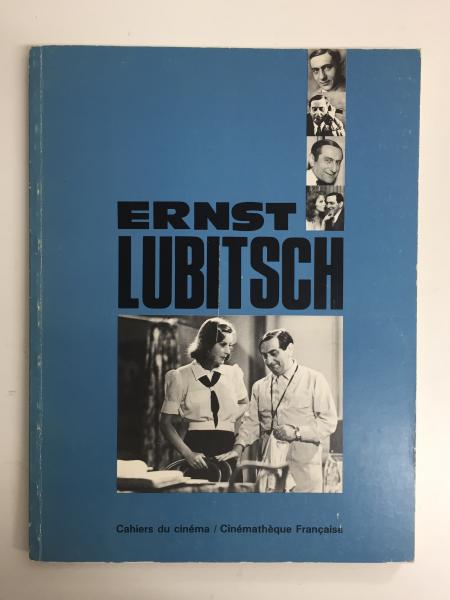 ERNST
LUBITSCH
Cahiers du cinéma / Cinémathèque Française